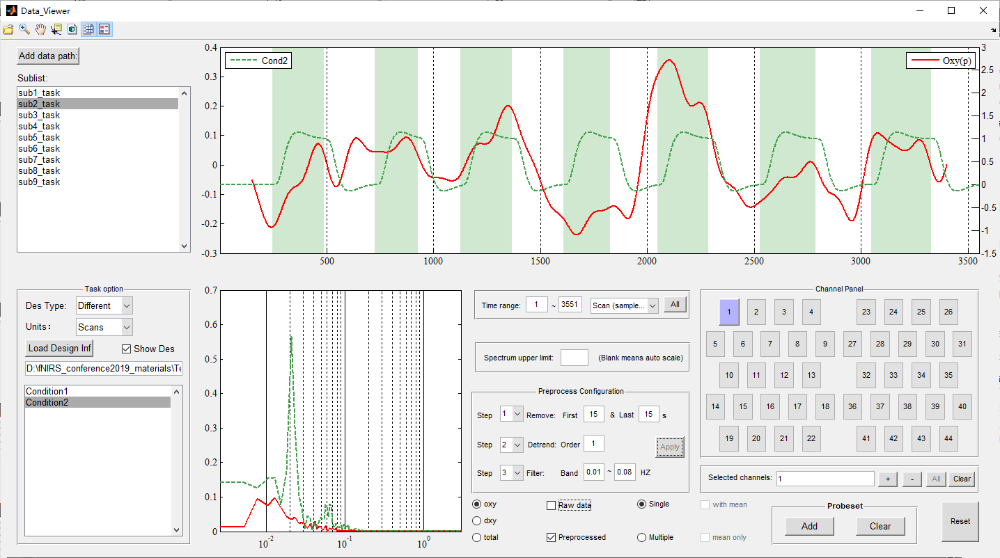 Data_Viewer
Add data path:
Sublist:
sub1_task
sub2_task
sub3_task
sub4_task
sub5_task
sub6_task
sub7_task
sub8_task
sub9_task
0.4
0.3
0.2
0.1
0
-0.1
-0.2
-0.3
Cond2
Oxy(p)
3
2.5
2
1.5
1
0.5
0
-0.5
-1
-1.5
500 1000 1500 2000 2500 3000 3500
Task option
Des Type: Different
Units: Scans
Load Design Inf Show Des
D:\fNIRS_conference2019_materials\Te
Condition1
Condition2
0.7
0.6
0.5
0.4
0.3
0.2
0.1
0
10-2 10-1 100
Time range: 1 ~ 3551 Scan (sample... All
Spectrum upper limit: (Blank means auto scale)
Preprocess Configuration
Step 1 Remove: First 15 & Last 15 s
Step 2 Detrend: Order 1 Apply
Step 3 Filter: Band 0.01 ~ 0.08 HZ
oxy Raw data Single with mean
dxy
total Preprocessed Multiple mean only
Channel Panel
1 2 3 4 23 24 25 26
5 6 7 8 9 27 28 29 30 31
10 11 12 13 32 33 34 35
14 15 16 17 18 36 37 38 39 40
19 20 21 22 41 42 43 44
Selected channels: 1 + - All Clear
Probeset
Add Clear
Reset